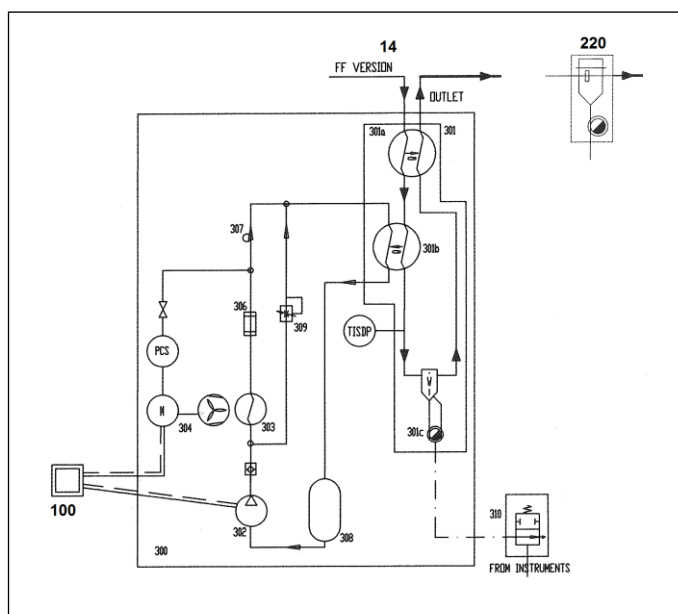 14
220
FF VERSION
OUTLET
301a
301
307
301b
306
309
TISDP
PCS
M
304
303
301c
100
302
308
310
300
FROM INSTRUMENTS